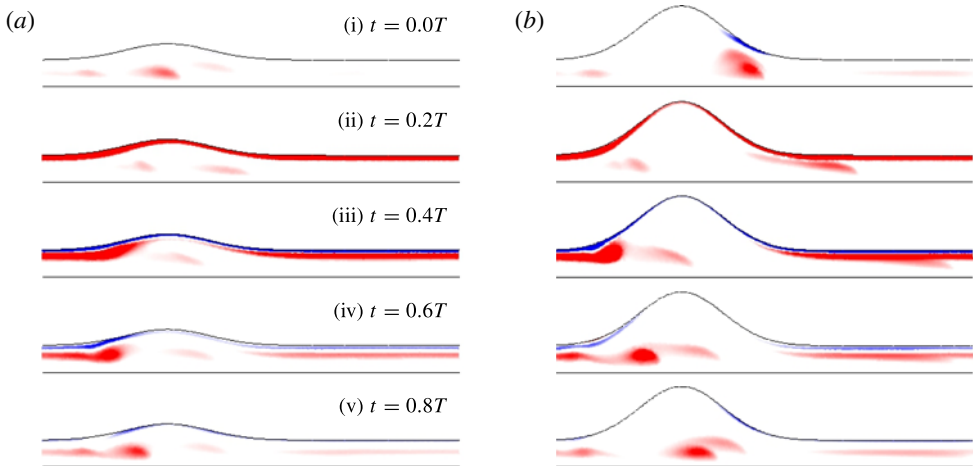 (a)
(i) t = 0.0T
(b)
(ii) t = 0.2T
(iii) t = 0.4T
(iv) t = 0.6T
(v) t = 0.8T